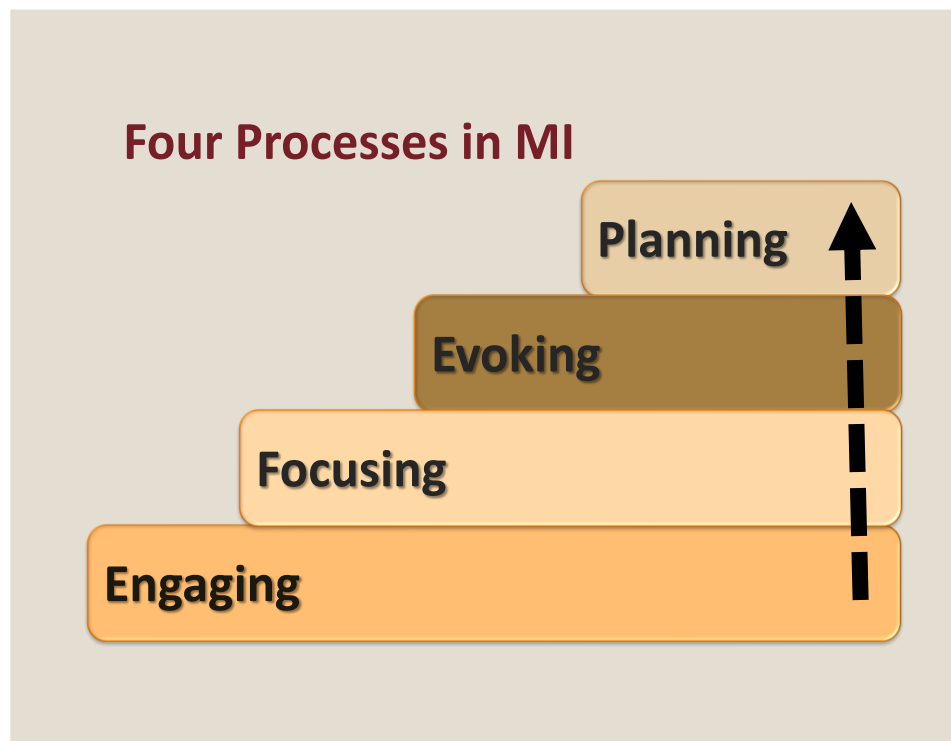 Four Processes in MI
Planning
Evoking
Focusing
Engaging